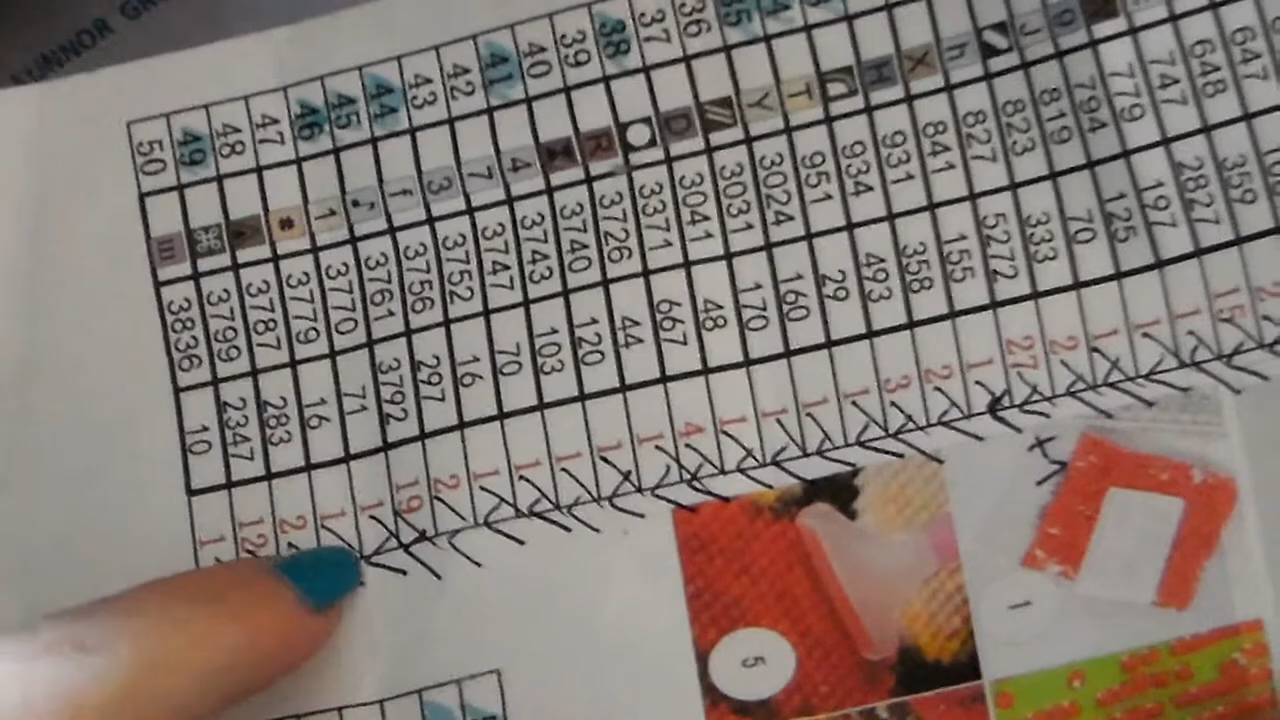 647
648 359 2
747 2827 15
779 197 1
9 794 125 1
J 819 70 1
823 333 2
h 827 5272 27
X 841 155 1
H 931 358 2
934 493 3
T 951 29 1
35 Y 3024 160 1
36 3031 170 1
37 D 3041 48 1
38 3371 667 4
39 R 3726 44 1
40 3740 120 1
41 4 3743 103 1
42 7 3747 70 1
43 3 3752 16 1
44 f 3756 297 2
45 ♪ 3761 3792 19
46 1 3770 71 1
47 3779 16 1
48 3787 283 2
49 ⌘ 3799 2347 12
50 m 3836 10 1
1
5